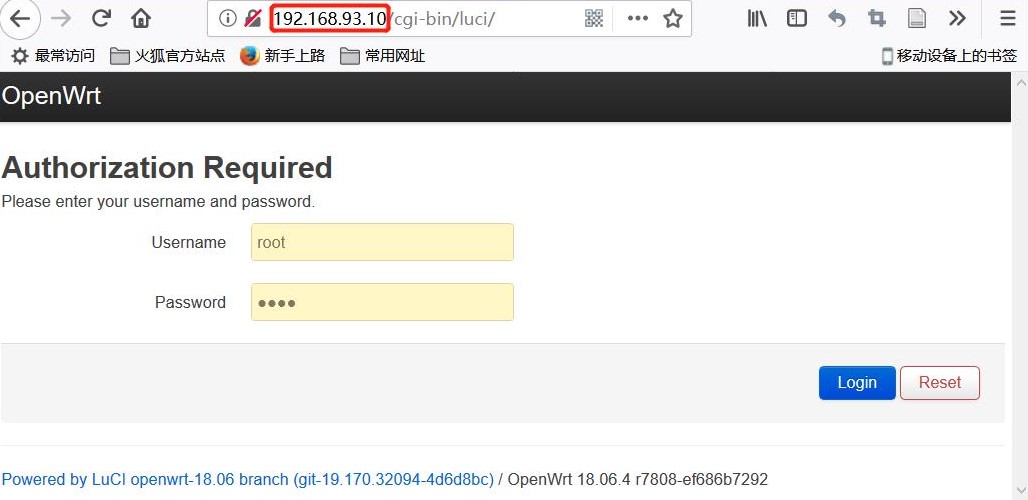 192.168.93.10/cgi-bin/luci/
最常访问 火狐官方站点 新手上路 常用网址 移动设备上的书签
OpenWrt
Authorization Required
Please enter your username and password.
Username root
Password ●●●●
Login Reset
Powered by LuCI openwrt-18.06 branch (git-19.170.32094-4d6d8bc) / OpenWrt 18.06.4 r7808-ef686b7292